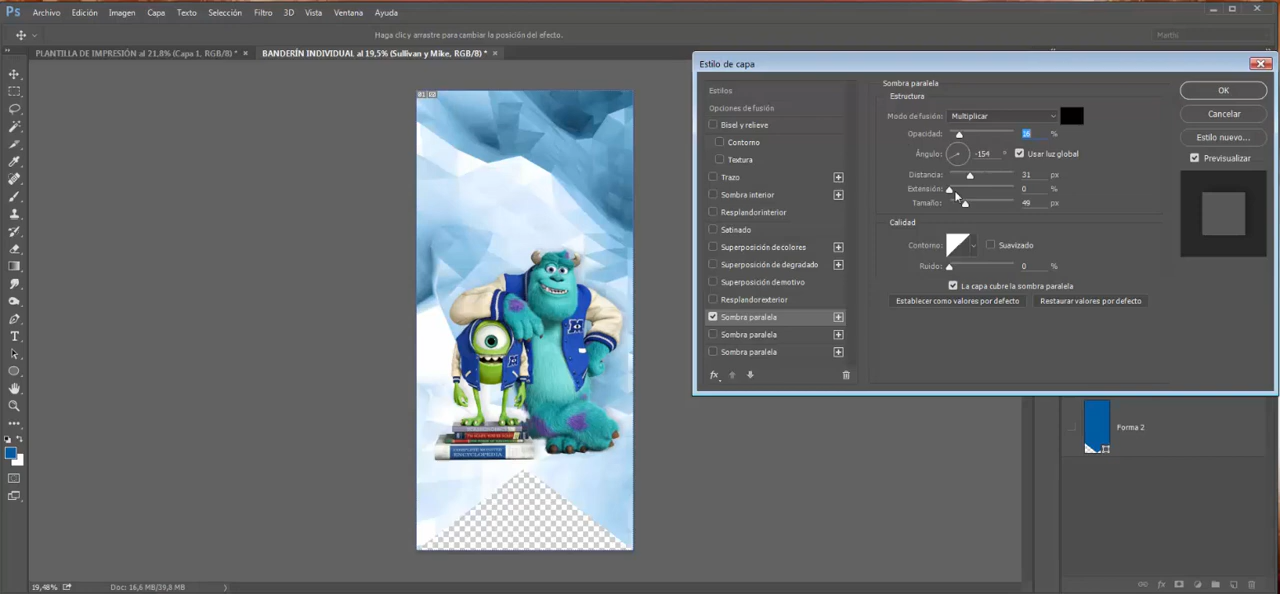 Ps Archivo Edición Imagen Capa Texto Selección Filtro 3D Vista Ventana Ayuda
Haga clic y arrastre para cambiar la posición del efecto.
Marthi
PLANTILLA DE IMPRESIÓN al 21,8% (Capa 1, RGB/8) * × BANDERÍN INDIVIDUAL al 19,5% (Sullivan y Mike, RGB/8) * ×
Estilo de capa
Estilos
Opciones de fusión
Bisel y relieve
Contorno
Textura
Trazo
Sombra interior
Resplandor interior
Satinado
Superposición de colores
Superposición de degradado
Superposición de motivo
Resplandor exterior
Sombra paralela
Sombra paralela
Sombra paralela
fx
Sombra paralela
Estructura
Modo de fusión: Multiplicar
Opacidad: 16 %
Ángulo: -154 ° Usar luz global
Distancia: 31 px
Extensión: 0 %
Tamaño: 49 px
Calidad
Contorno: Suavizado
Ruido: 0 %
La capa cubre la sombra paralela
Establecer como valores por defecto Restaurar valores por defecto
OK
Cancelar
Estilo nuevo...
Previsualizar
01
ENCYCLOPEDIA
Forma 2
19,48% Doc: 16,6 MB/39,8 MB